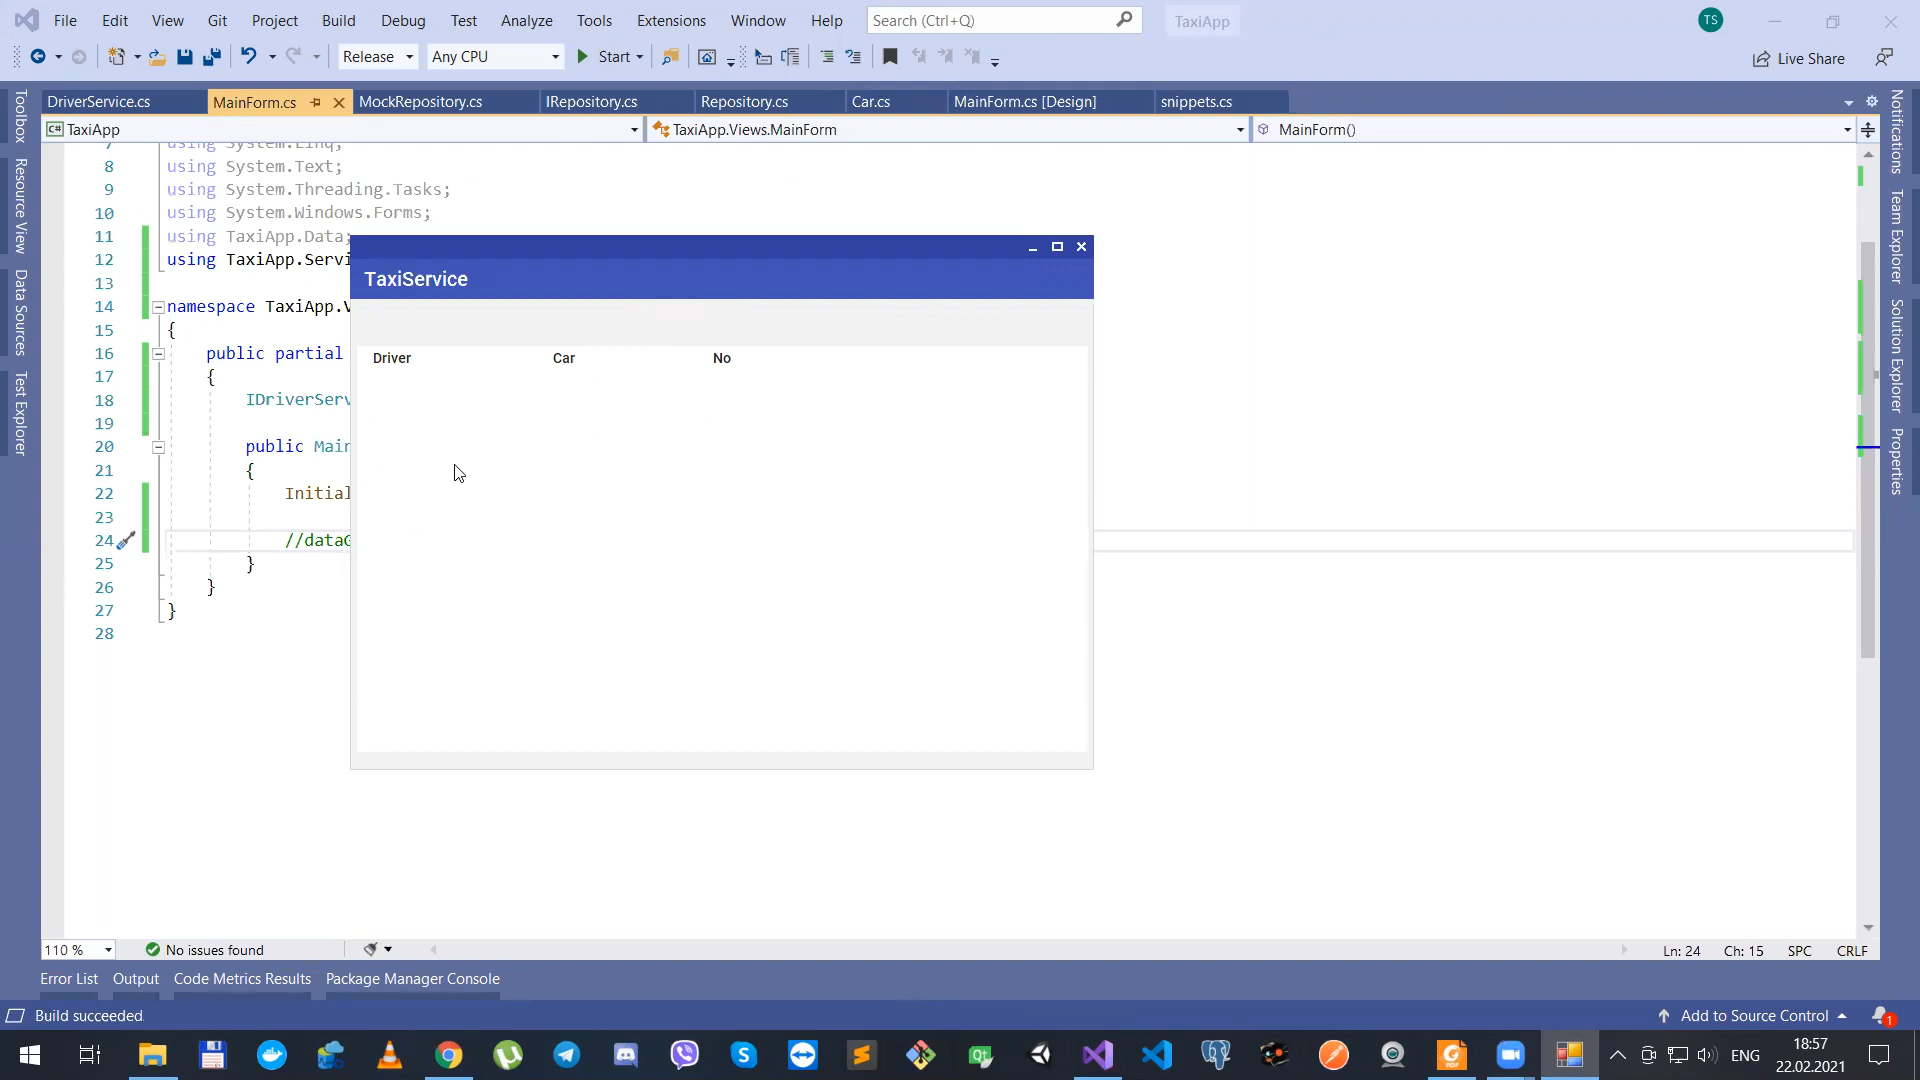 File Edit View Git Project Build Debug Test Analyze Tools Extensions Window Help Search (Ctrl+Q) TaxiApp TS
Release Any CPU Start Live Share
DriverService.cs MainForm.cs MockRepository.cs IRepository.cs Repository.cs Car.cs MainForm.cs [Design] snippets.cs
C# TaxiApp TaxiApp.Views.MainForm MainForm()
Toolbox
Resource View
Data Sources
Test Explorer
7 using System.Linq;
8 using System.Text;
9 using System.Threading.Tasks;
10 using System.Windows.Forms;
11 using TaxiApp.Data;
12 using TaxiApp.Servi
13
14 namespace TaxiApp.V
15 {
16 public partial
17 {
18 IDriverServ
19
20 public Main
21 {
22 Initial
23
24 //data
25 }
26 }
27 }
28
TaxiService
Driver Car No
Notifications
Team Explorer
Solution Explorer
Properties
110 % No issues found Ln: 24 Ch: 15 SPC CRLF
Error List Output Code Metrics Results Package Manager Console
Build succeeded Add to Source Control 1
ENG 18:57
22.02.2021